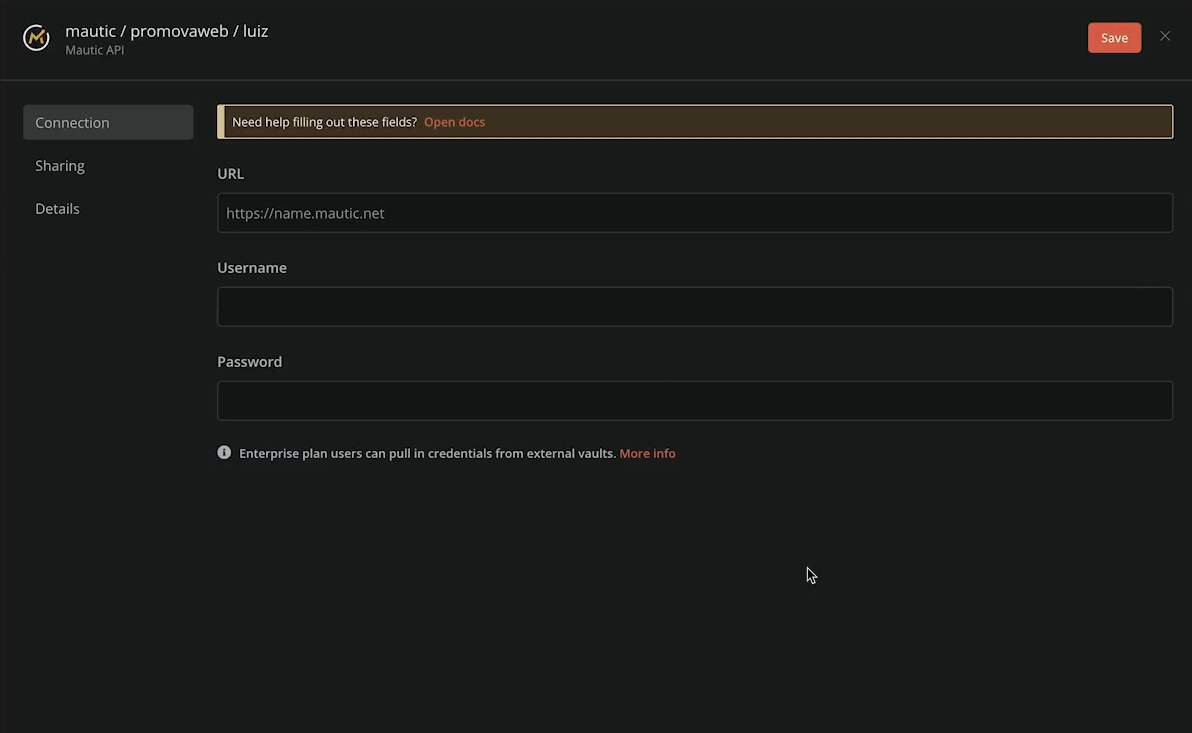 mautic / promovaweb / luiz
Mautic API
Save
Connection
Sharing
Details
Need help filling out these fields? Open docs
URL
https://name.mautic.net
Username
Password
Enterprise plan users can pull in credentials from external vaults. More info